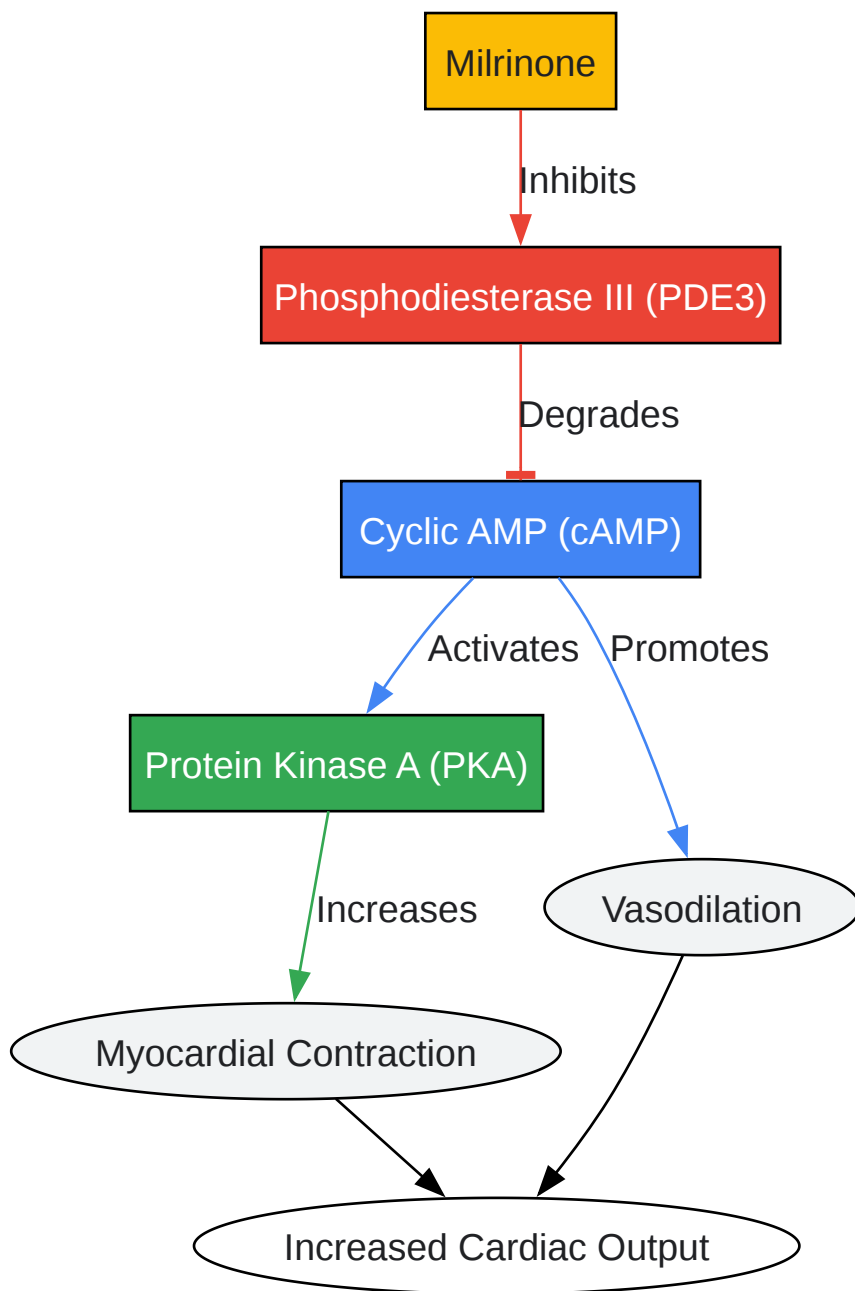 Milrinone
Inhibits
Phosphodiesterase III (PDE3)
Degrades
Cyclic AMP (cAMP)
Activates
Promotes
Protein Kinase A (PKA)
Increases
Vasodilation
Myocardial Contraction
Increased Cardiac Output